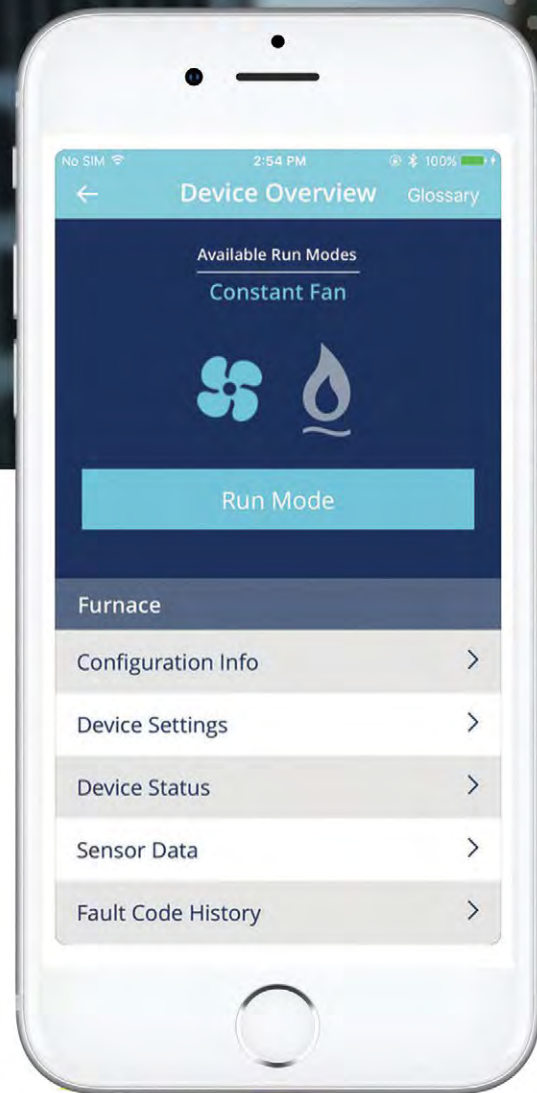 No SIM 2:54 PM 100%
Device Overview Glossary
Available Run Modes
Constant Fan
Run Mode
Furnace
Configuration Info
Device Settings
Device Status
Sensor Data
Fault Code History